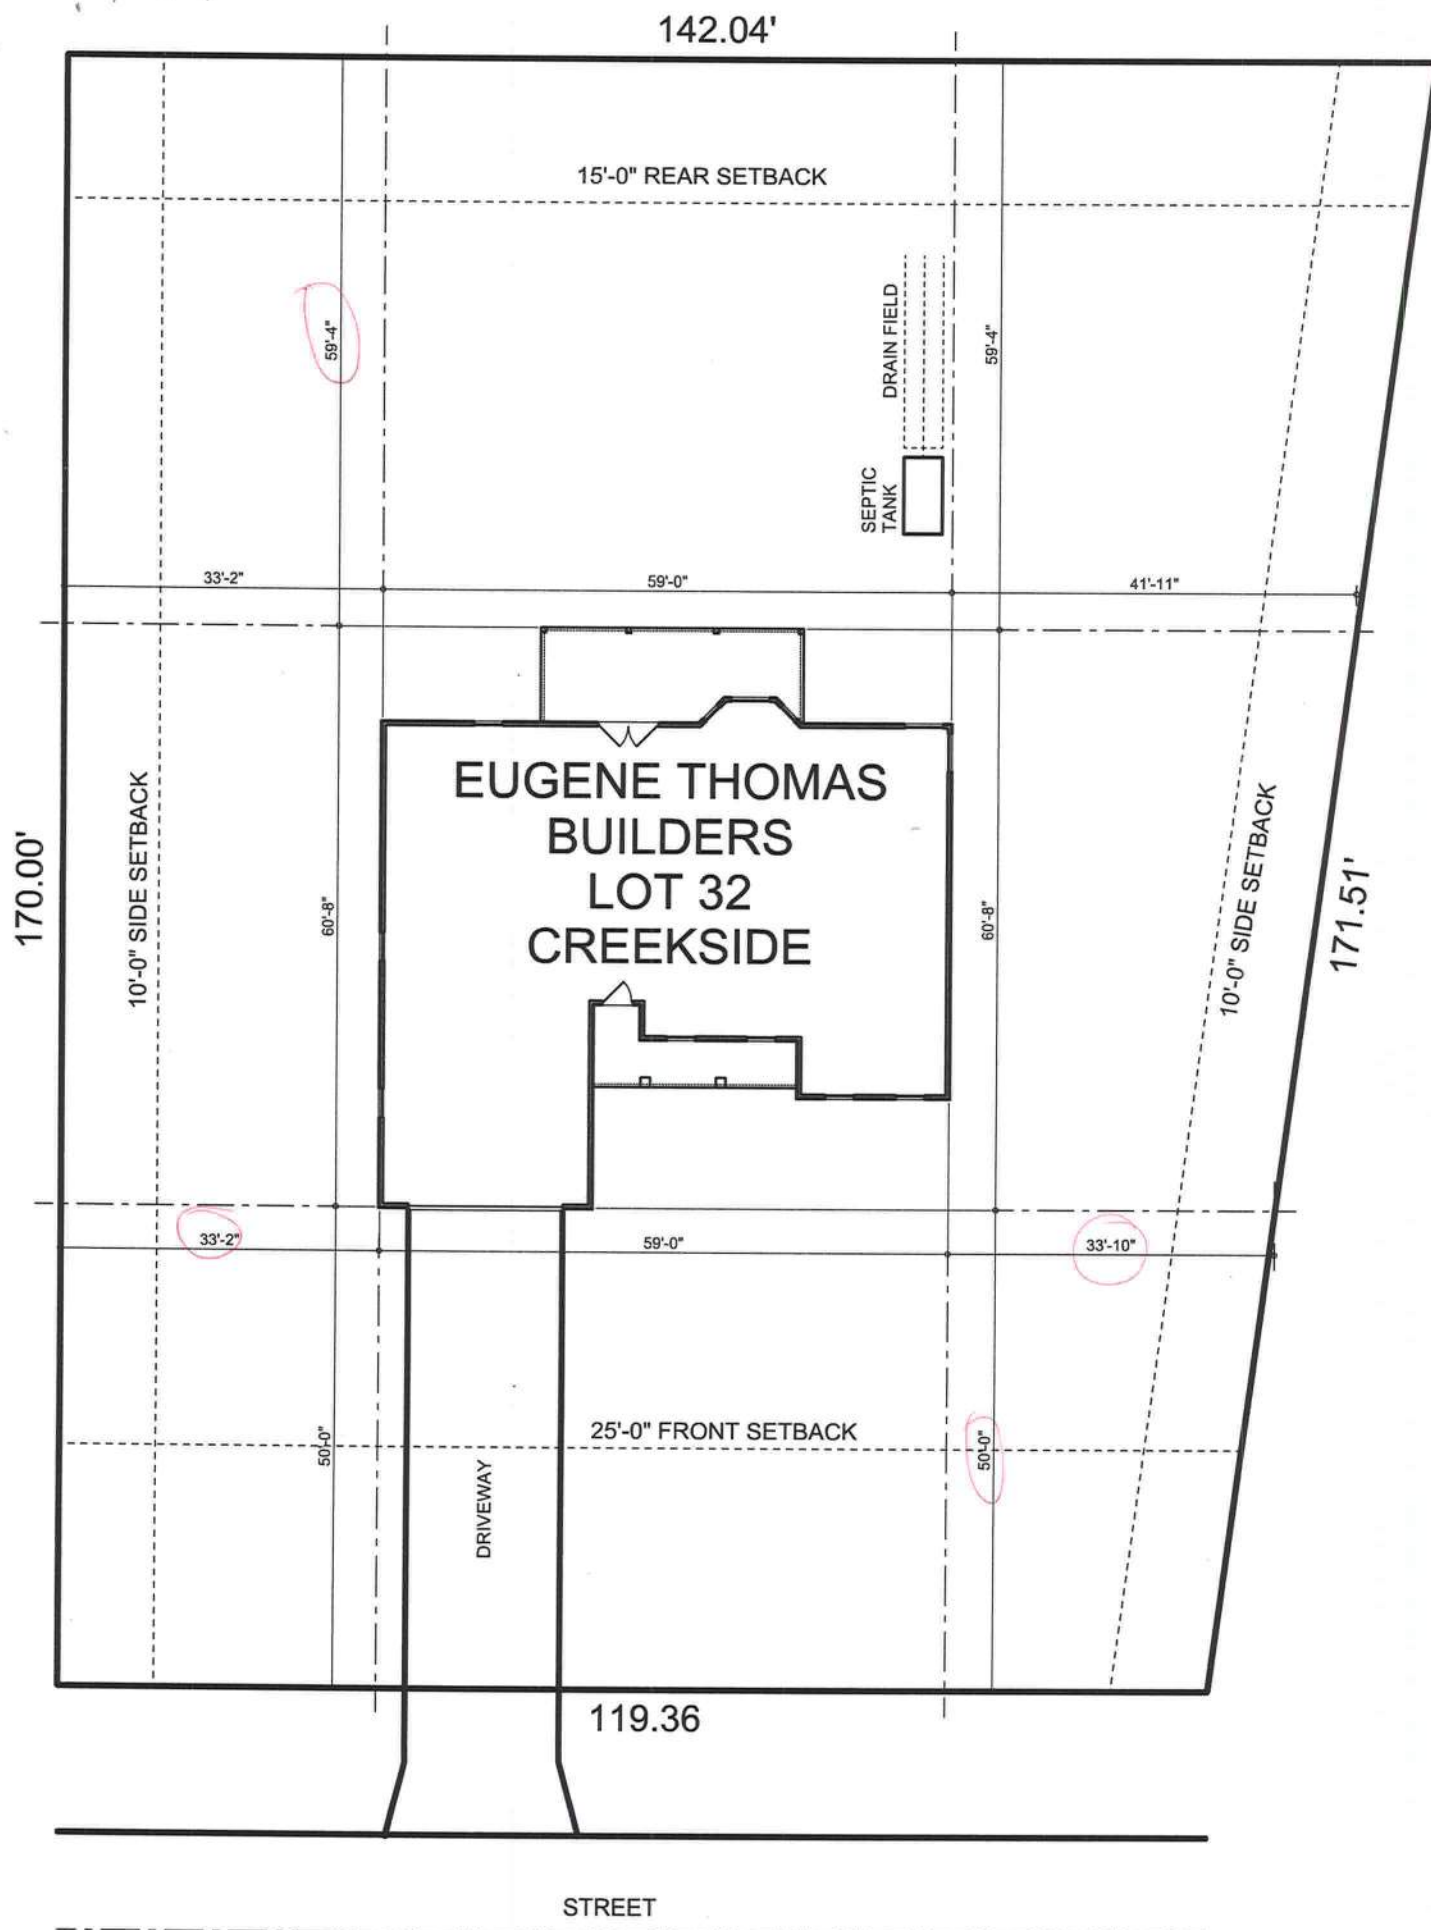 142.04'
15'-0" REAR SETBACK
59'-4"
DRAIN FIELD
59'-4"
SEPTIC
TANK
33'-2"
59'-0"
41'-11"
EUGENE THOMAS
BUILDERS
LOT 32
CREEKSIDE
170.00'
10'-0" SIDE SETBACK
60'-8"
60'-8"
10'-0" SIDE SETBACK
171.51'
33'-2"
59'-0"
33'-10"
50'-0"
25'-0" FRONT SETBACK
50'-0"
DRIVEWAY
119.36
STREET